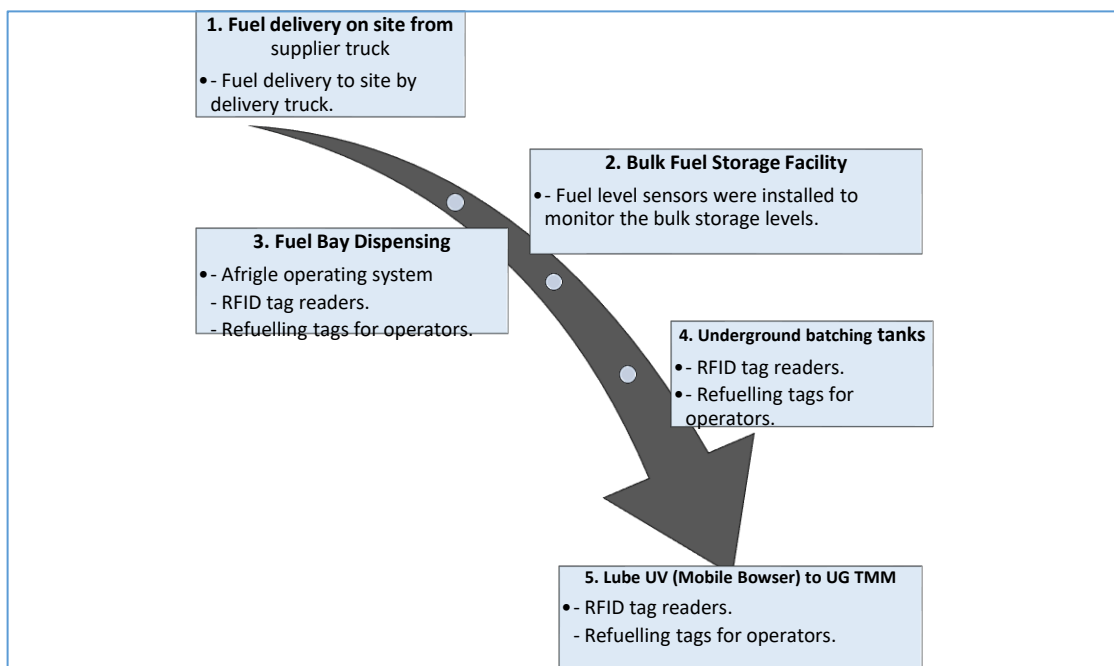 1. Fuel delivery on site from
supplier truck
•- Fuel delivery to site by
delivery truck.
2. Bulk Fuel Storage Facility
•- Fuel level sensors were installed to
monitor the bulk storage levels.
3. Fuel Bay Dispensing
•- Afrigle operating system
- RFID tag readers.
- Refuelling tags for operators.
4. Underground batching tanks
•- RFID tag readers.
•- Refuelling tags for
operators.
5. Lube UV (Mobile Bowser) to UG TMM
•- RFID tag readers.
- Refuelling tags for operators.